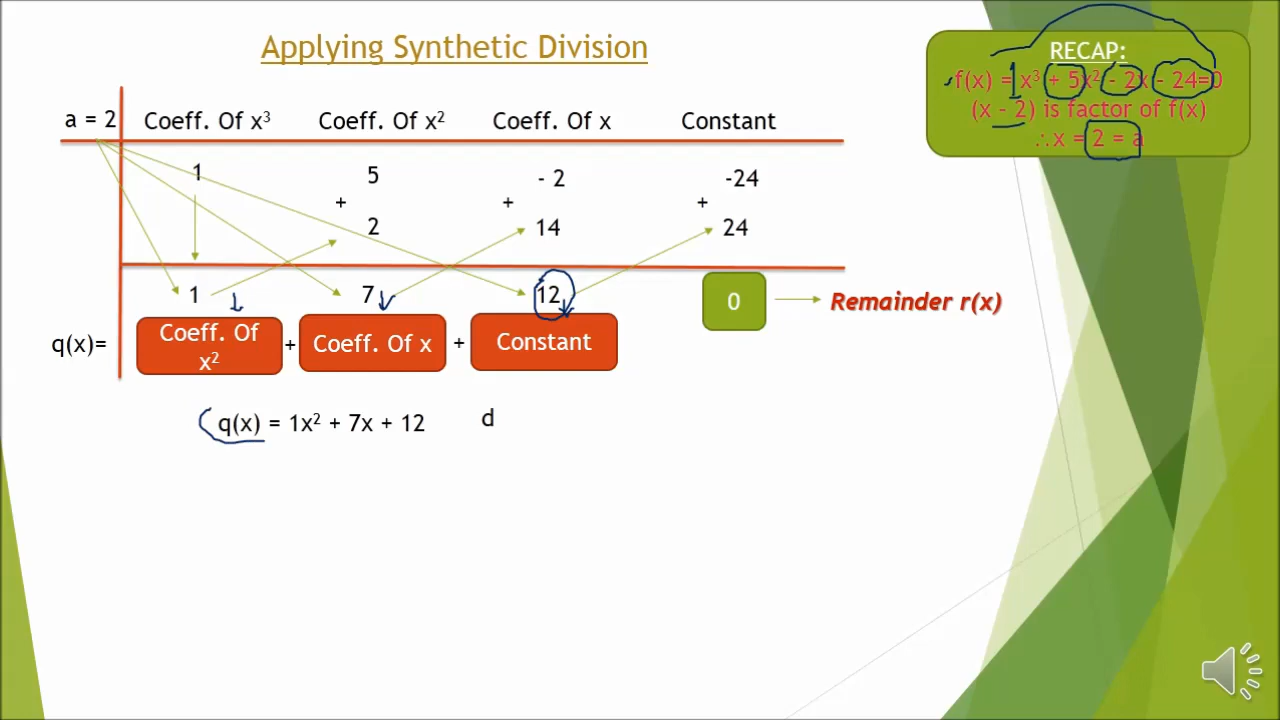 Applying Synthetic Division
RECAP:
f(x) = 1 x³ + 5x² - 2x - 24=0
(x - 2) is factor of f(x)
∴x = 2 = a
a = 2 Coeff. Of x³ Coeff. Of x² Coeff. Of x Constant
1 5 - 2 -24
+ + +
2 14 24
1 7 12 0 Remainder r(x)
q(x)= Coeff. Of x² + Coeff. Of x + Constant
q(x) = 1x² + 7x + 12 d